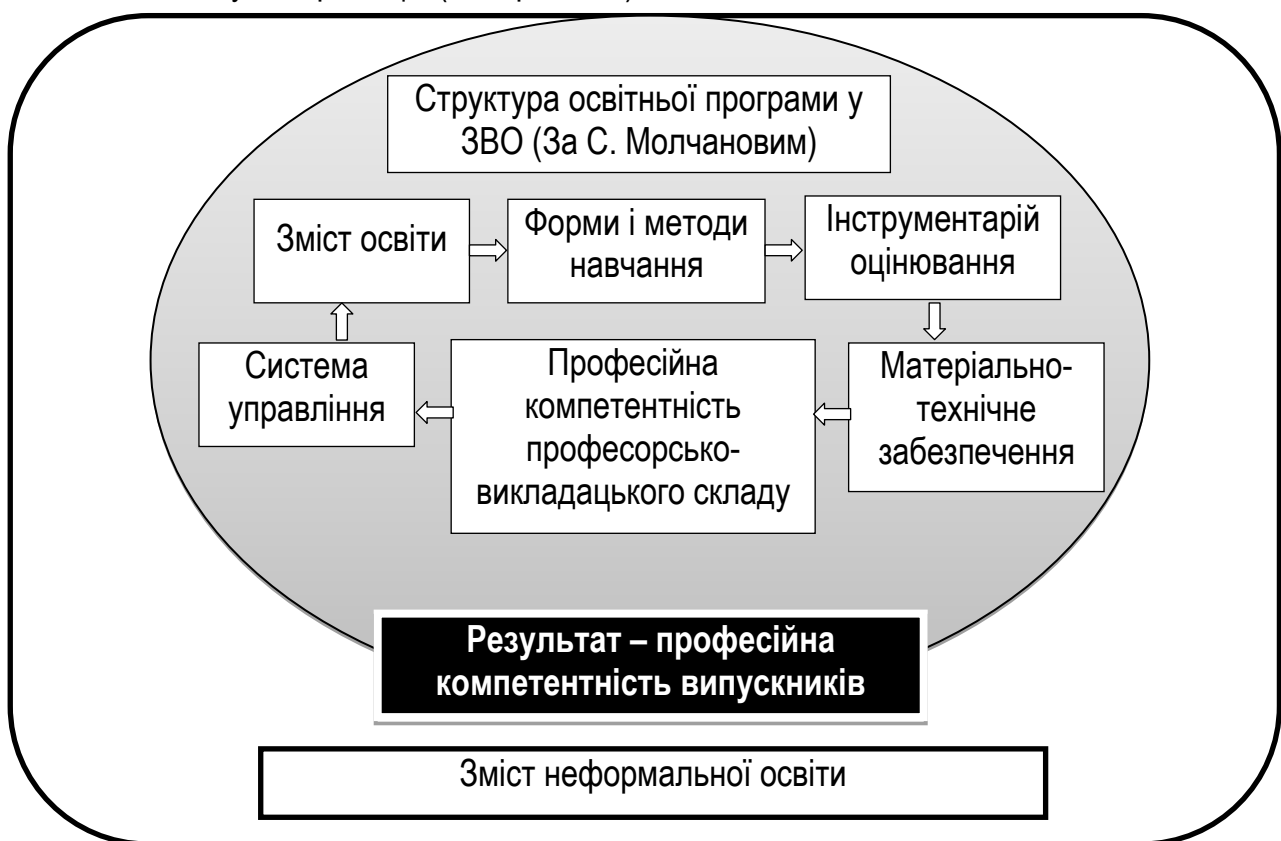 Структура освітньої програми у
ЗВО (За С. Молчановим)
Зміст освіти
Форми і методи
навчання
Інструментарій
оцінювання
Система
управління
Професійна
компетентність
професорсько-
викладацького складу
Матеріально-
технічне
забезпечення
Результат – професійна
компетентність випускників
Зміст неформальної освіти